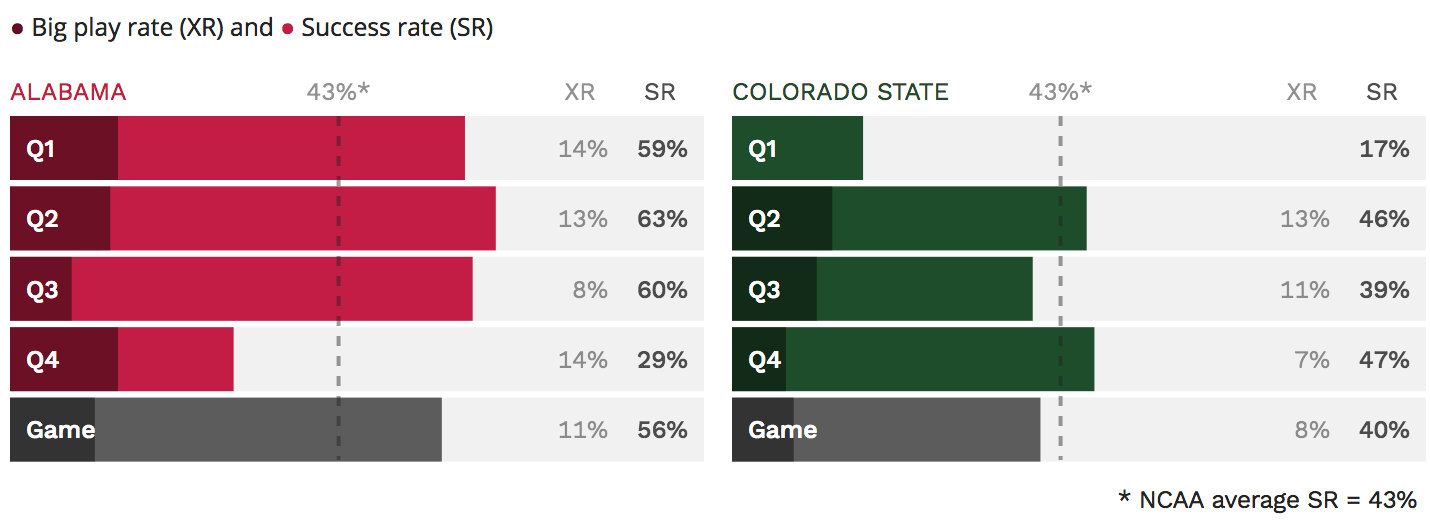 ● Big play rate (XR) and ● Success rate (SR)
ALABAMA 43%* XR SR
Q1 14% 59%
Q2 13% 63%
Q3 8% 60%
Q4 14% 29%
Game 11% 56%
COLORADO STATE 43%* XR SR
Q1 17%
Q2 13% 46%
Q3 11% 39%
Q4 7% 47%
Game 8% 40%
* NCAA average SR = 43%